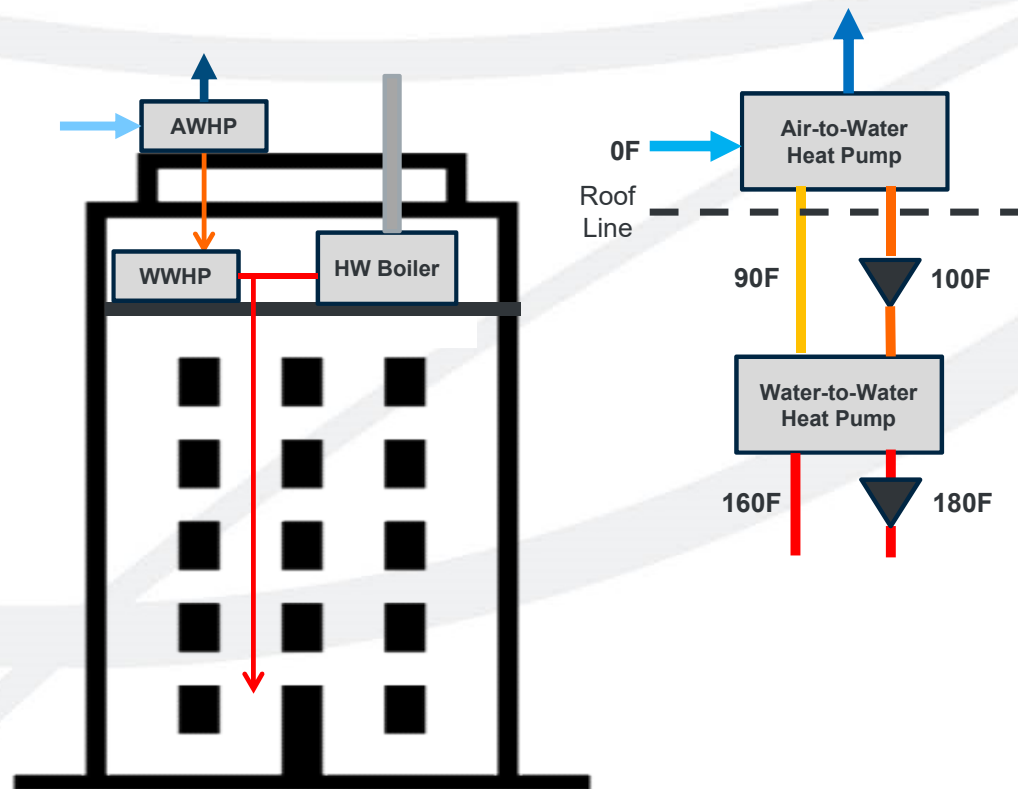 AWHP
WWHP
HW Boiler
Air-to-Water
Heat Pump
0F
Roof
Line
90F
100F
Water-to-Water
Heat Pump
160F
180F